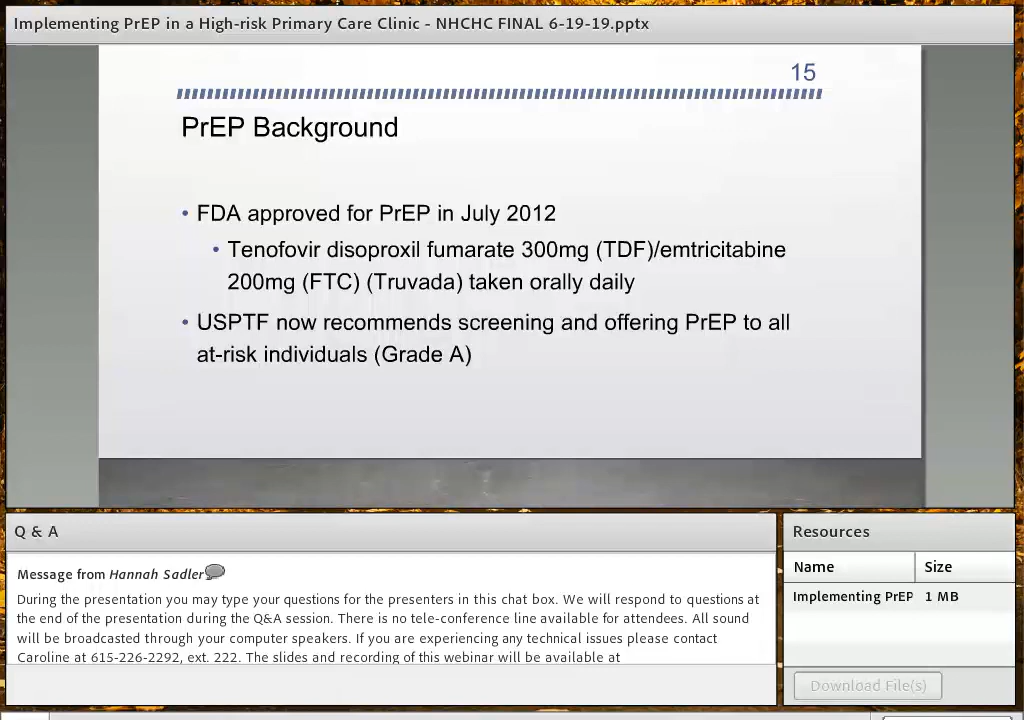 Implementing PrEP in a High-risk Primary Care Clinic - NHCHC FINAL 6-19-19.pptx
15
PrEP Background
• FDA approved for PrEP in July 2012
• Tenofovir disoproxil fumarate 300mg (TDF)/emtricitabine
200mg (FTC) (Truvada) taken orally daily
• USPTF now recommends screening and offering PrEP to all
at-risk individuals (Grade A)
Q & A
Message from Hannah Sadler
During the presentation you may type your questions for the presenters in this chat box. We will respond to questions at
the end of the presentation during the Q&A session. There is no tele-conference line available for attendees. All sound
will be broadcasted through your computer speakers. If you are experiencing any technical issues please contact
Caroline at 615-226-2292, ext. 222. The slides and recording of this webinar will be available at
Resources
Name Size
Implementing PrEP 1 MB
Download File(s)